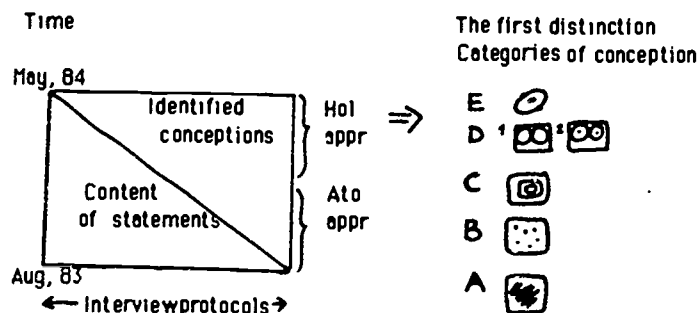 Time
May, 84
Identified
conceptions
Content
of statements
Hol
appr
Ato
appr
Aug, 83
← Interviewprotocols →
⇒
The first distinction
Categories of conception
E
D 1 2
C
B
A